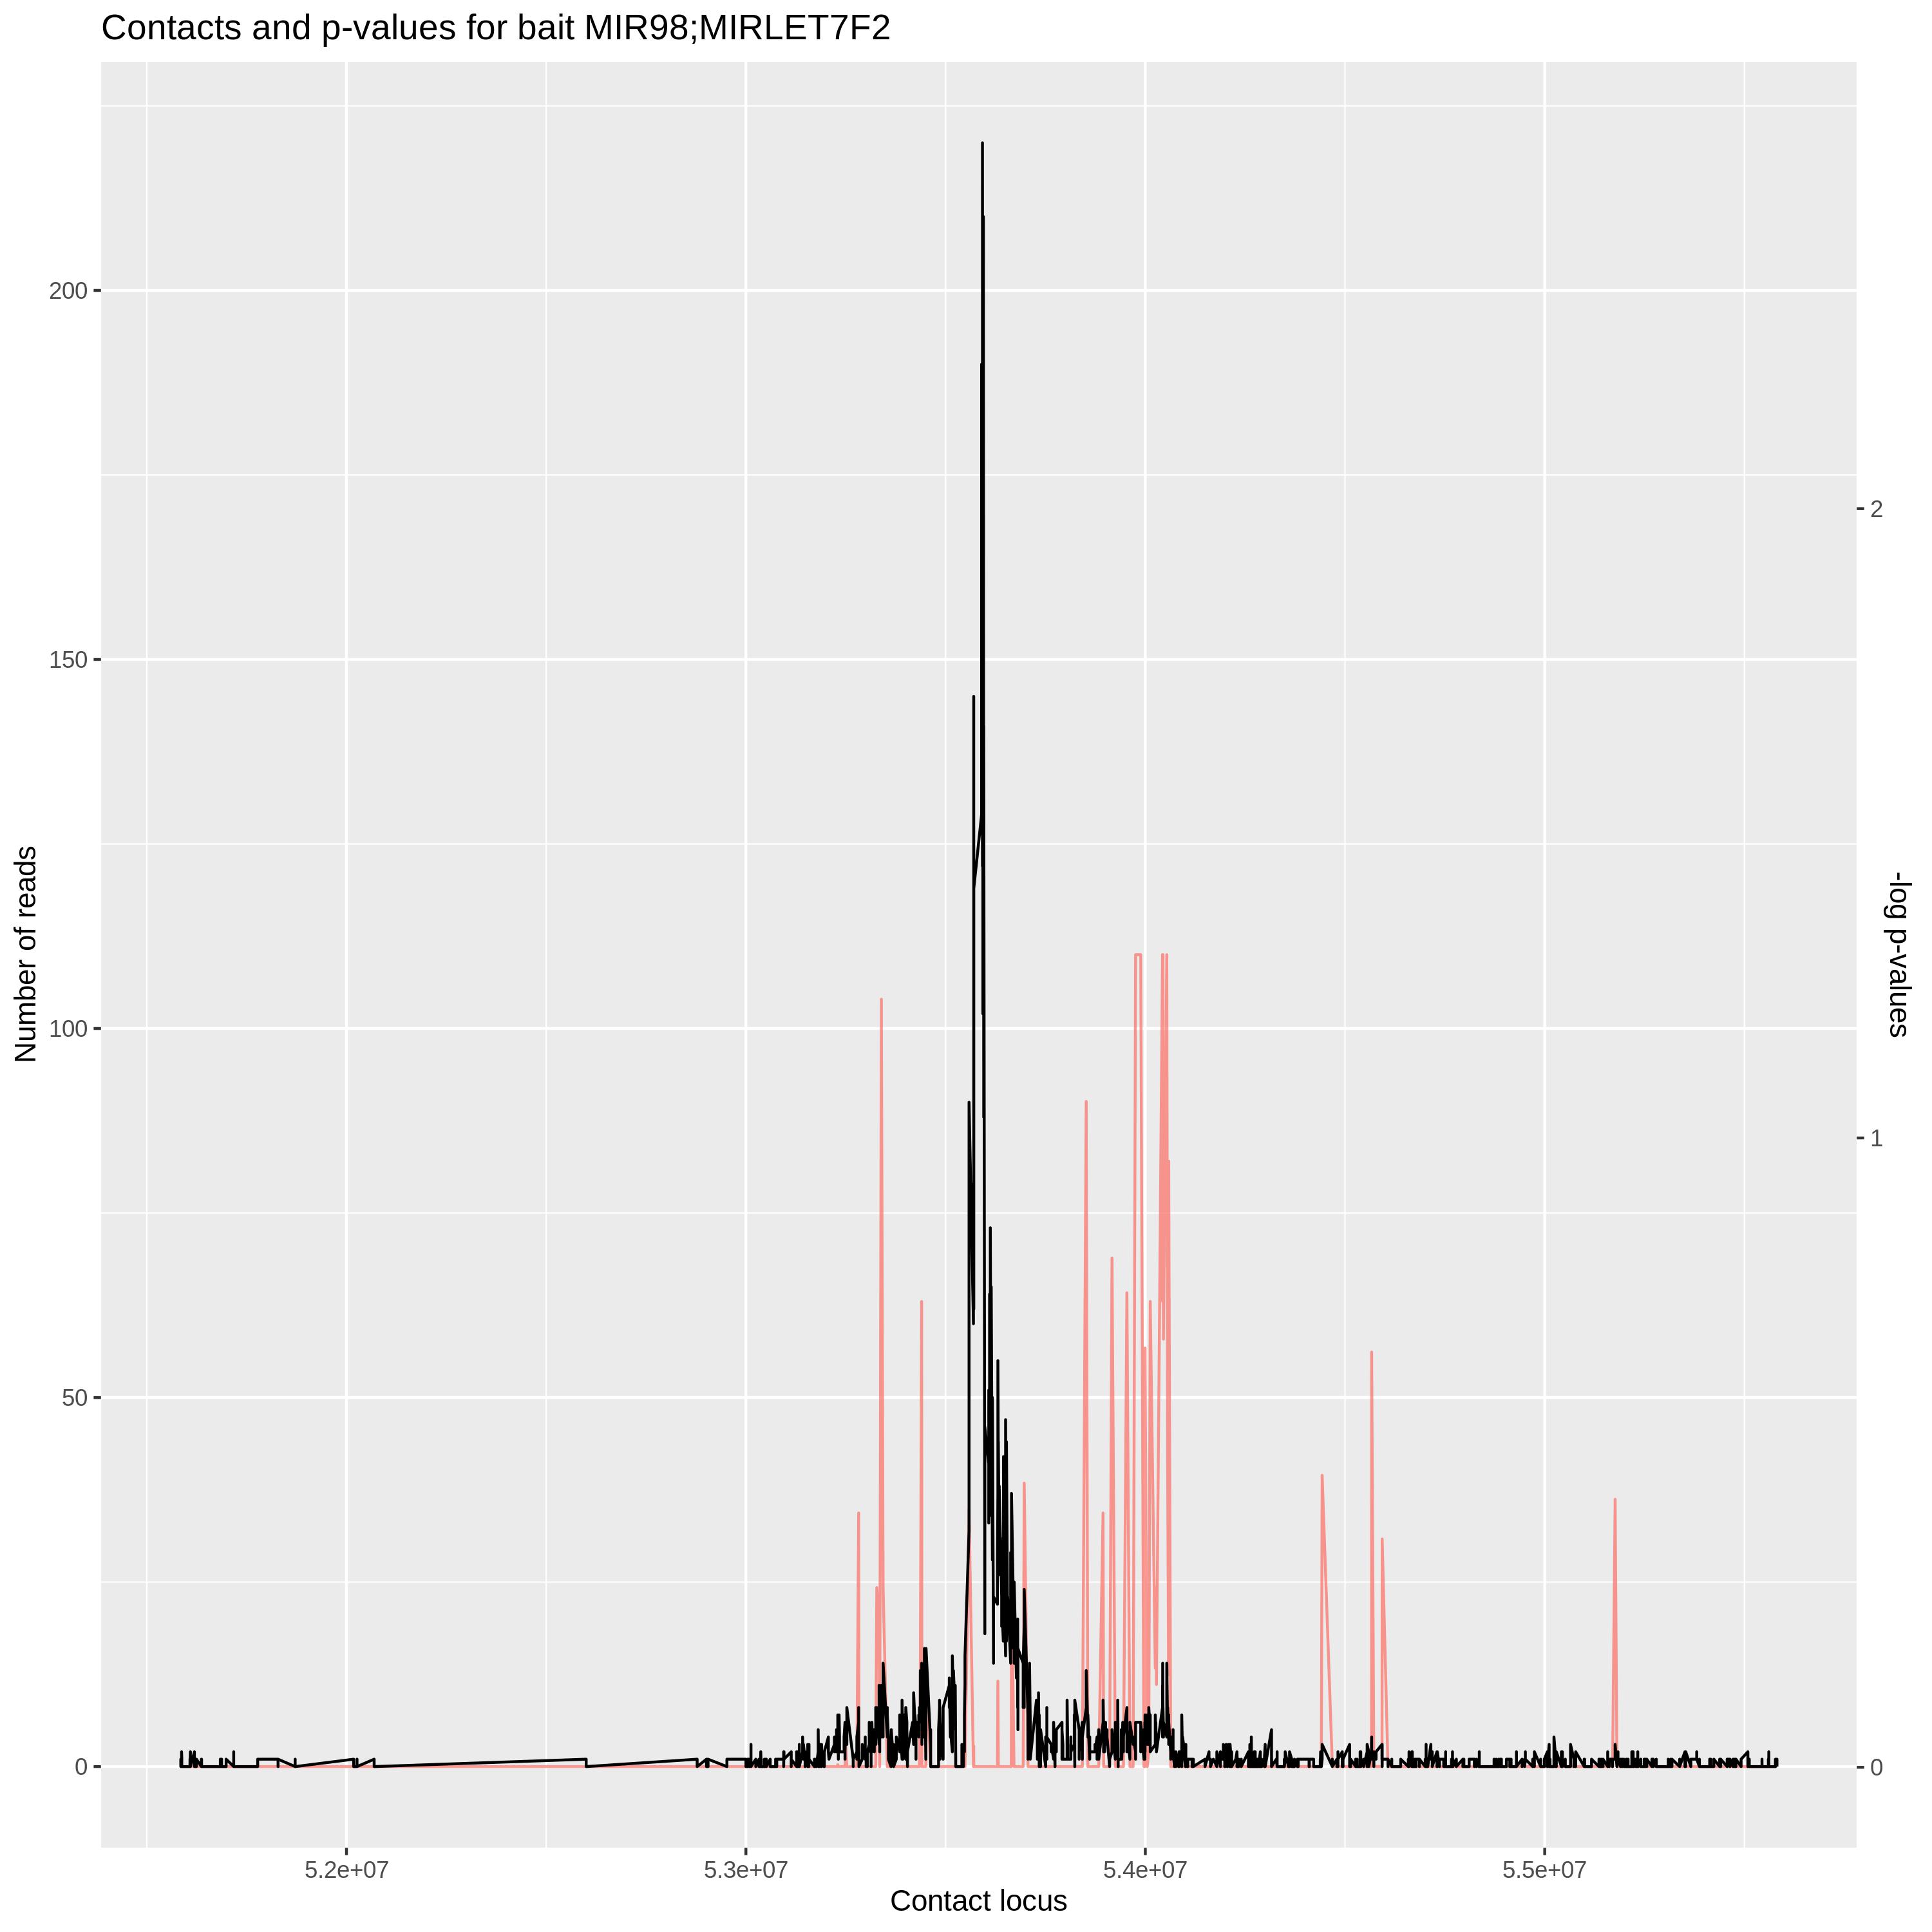 Contacts and p-values for bait MIR98;MIRLET7F2
Number of reads
200
150
100
50
0
2
1
0
-log p-values
5.2e+07 5.3e+07 5.4e+07 5.5e+07
Contact locus